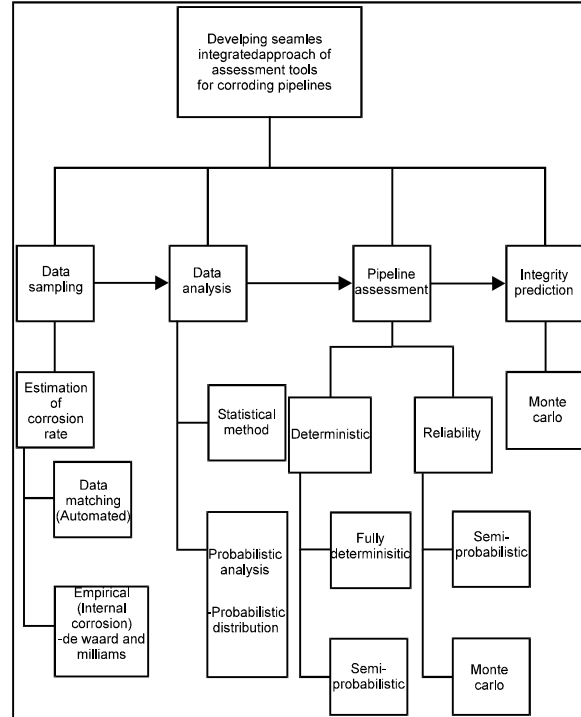 Develping seamles
integratedapproach of
assessment tools
for corroding pipelines
Data
sampling
Data
analysis
Pipeline
assessment
Integrity
prediction
Estimation
of
corrosion
rate
Statistical
method
Deterministic
Reliability
Monte
carlo
Data
matching
(Automated)
Probabilistic
analysis
-Probabilistic
distribution
Fully
determinisitic
Semi-
probabilistic
Empirical
(Internal
corrosion)
-de waard and
milliams
Semi-
probabilistic
Monte
carlo